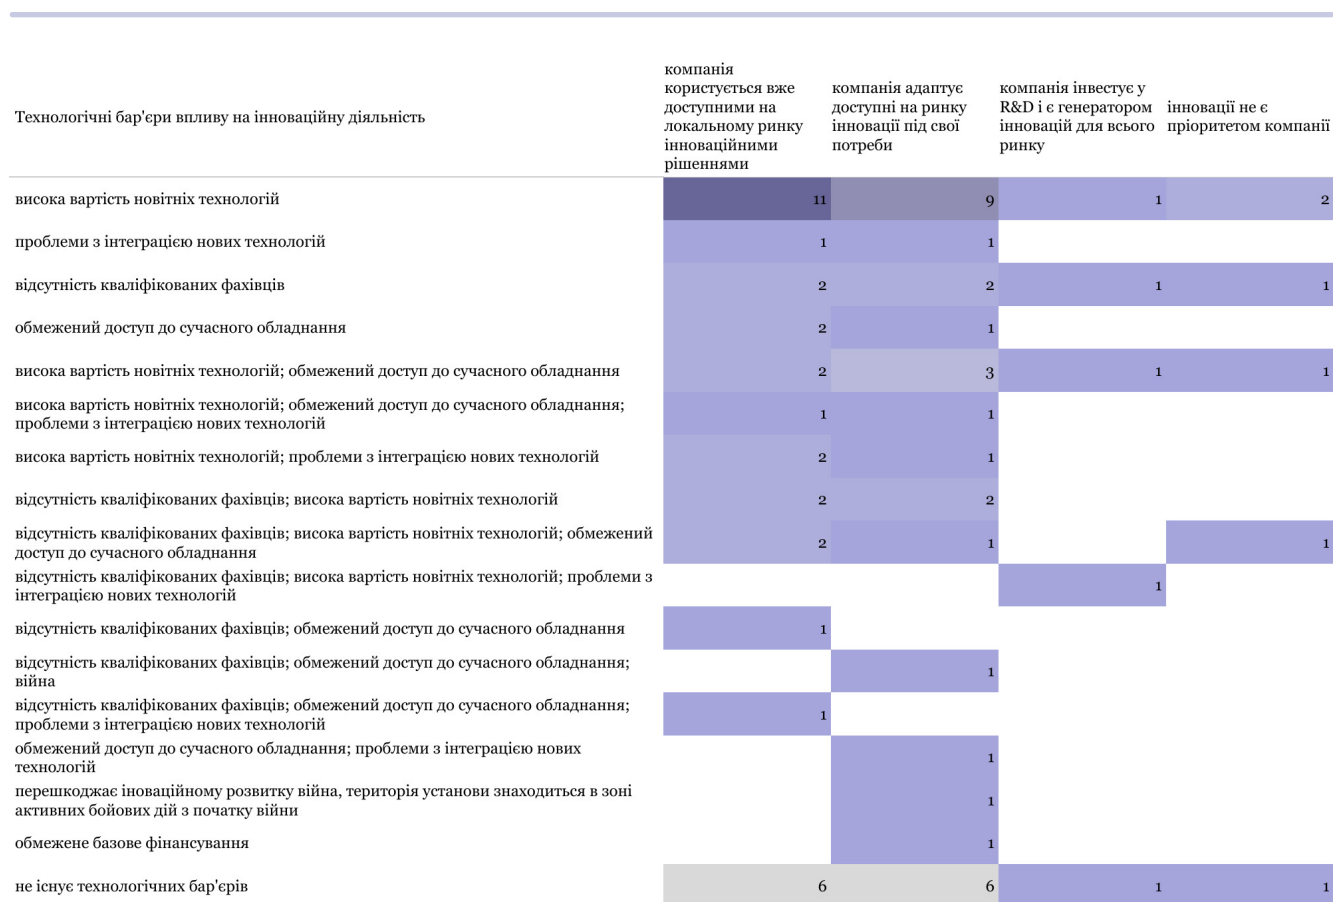 Технологічні бар'єри впливу на інноваційну діяльність
компанія
користується вже
доступними на
локальному ринку
інноваційними
рішеннями
компанія адаптує
доступні на ринку
інновації під свої
потреби
компанія інвестує у
R&D і є генератором
інновацій для всього
ринку
інновації не є
пріоритетом компанії
висока вартість новітніх технологій 11 9 1 2
проблеми з інтеграцією нових технологій 1 1
відсутність кваліфікованих фахівців 2 2 1 1
обмежений доступ до сучасного обладнання 2 1
висока вартість новітніх технологій; обмежений доступ до сучасного обладнання 2 3 1 1
висока вартість новітніх технологій; обмежений доступ до сучасного обладнання;
проблеми з інтеграцією нових технологій 1 1
висока вартість новітніх технологій; проблеми з інтеграцією нових технологій 2 1
відсутність кваліфікованих фахівців; висока вартість новітніх технологій 2 2
відсутність кваліфікованих фахівців; висока вартість новітніх технологій; обмежений
доступ до сучасного обладнання 2 1 1
відсутність кваліфікованих фахівців; висока вартість новітніх технологій; проблеми з
інтеграцією нових технологій 1
відсутність кваліфікованих фахівців; обмежений доступ до сучасного обладнання 1
відсутність кваліфікованих фахівців; обмежений доступ до сучасного обладнання;
війна 1
відсутність кваліфікованих фахівців; обмежений доступ до сучасного обладнання;
проблеми з інтеграцією нових технологій 1
обмежений доступ до сучасного обладнання; проблеми з інтеграцією нових
технологій 1
перешкоджає іноваційному розвитку війна, територія установи знаходиться в зоні
активних бойових дій з початку війни 1
обмежене базове фінансування 1
не існує технологічних бар'єрів 6 6 1 1